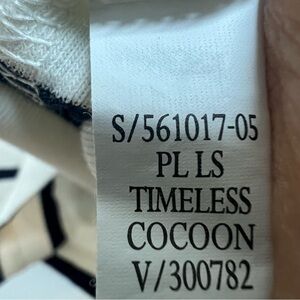 S/561017-05
PL LS
TIMELESS
COCOON
V/300782